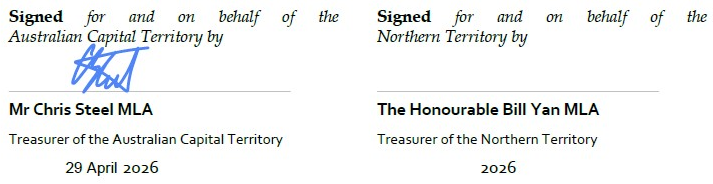 Signed for and on behalf of the
Australian Capital Territory by
Mr Chris Steel MLA
Treasurer of the Australian Capital Territory
29 April 2026
Signed for and on behalf of the
Northern Territory by
The Honourable Bill Yan MLA
Treasurer of the Northern Territory
2026